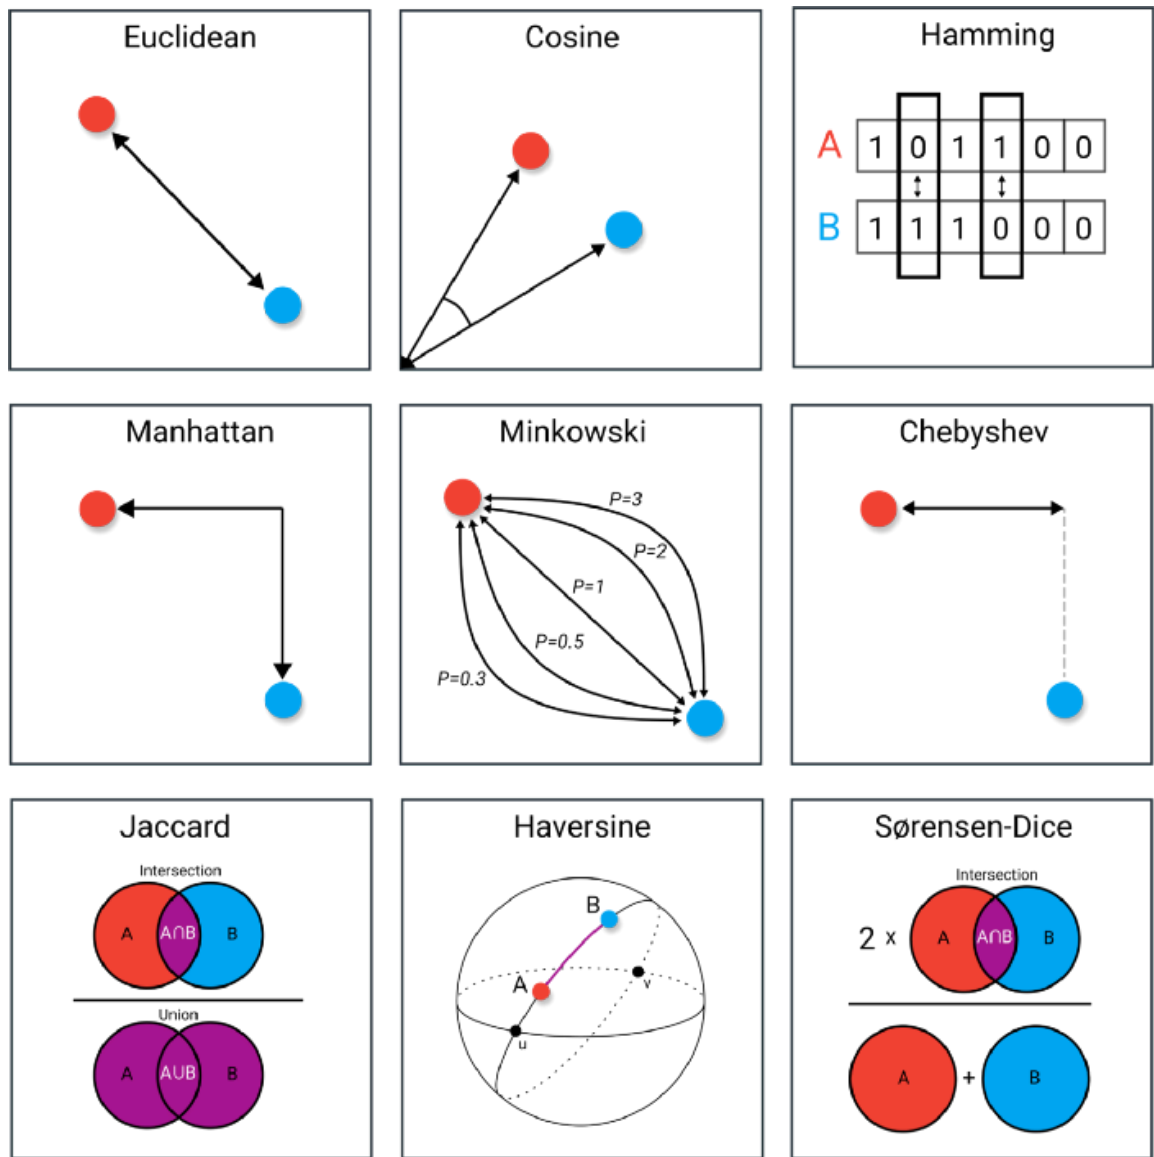 Euclidean
Cosine
Hamming
A 1 0 1 1 0 0
B 1 1 1 0 0 0
Manhattan
Minkowski
P=3
P=2
P=1
P=0.5
P=0.3
Chebyshev
Jaccard
Intersection
A A∩B B
Union
A A∪B B
Haversine
B
A
v
u
Sørensen-Dice
Intersection
2 x A A∩B B
A + B